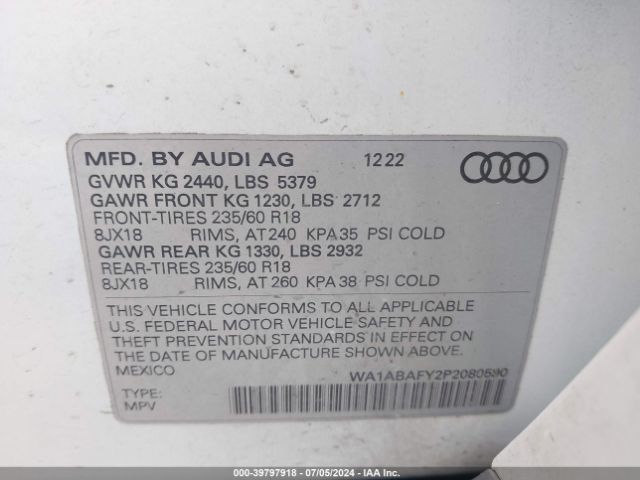 MFD. BY AUDI AG 12 22
GVWR KG 2440, LBS 5379
GAWR FRONT KG 1230, LBS 2712
FRONT-TIRES 235/60 R18
8JX18 RIMS, AT 240 KPA 35 PSI COLD
GAWR REAR KG 1330, LBS 2932
REAR-TIRES 235/60 R18
8JX18 RIMS, AT 260 KPA 38 PSI COLD
THIS VEHICLE CONFORMS TO ALL APPLICABLE
U.S. FEDERAL MOTOR VEHICLE SAFETY AND
THEFT PREVENTION STANDARDS IN EFFECT
ON THE DATE OF MANUFACTURE SHOWN ABOVE.
MEXICO
WA1ABAFY2P2080590
TYPE:
MPV
000-39797918 - 07/05/2024 - IAA Inc.